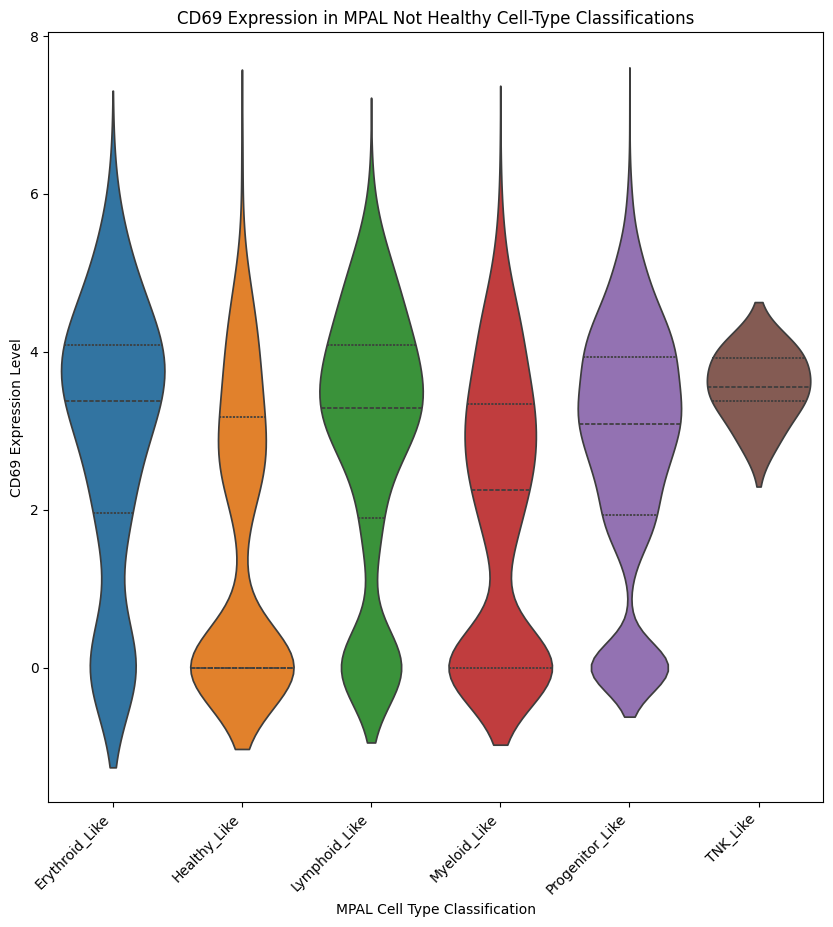 CD69 Expression in MPAL Not Healthy Cell-Type Classifications
8
6
4
2
0
CD69 Expression Level
Erythroid_Like
Healthy_Like
Lymphoid_Like
Myeloid_Like
Progenitor_Like
TNK_Like
MPAL Cell Type Classification